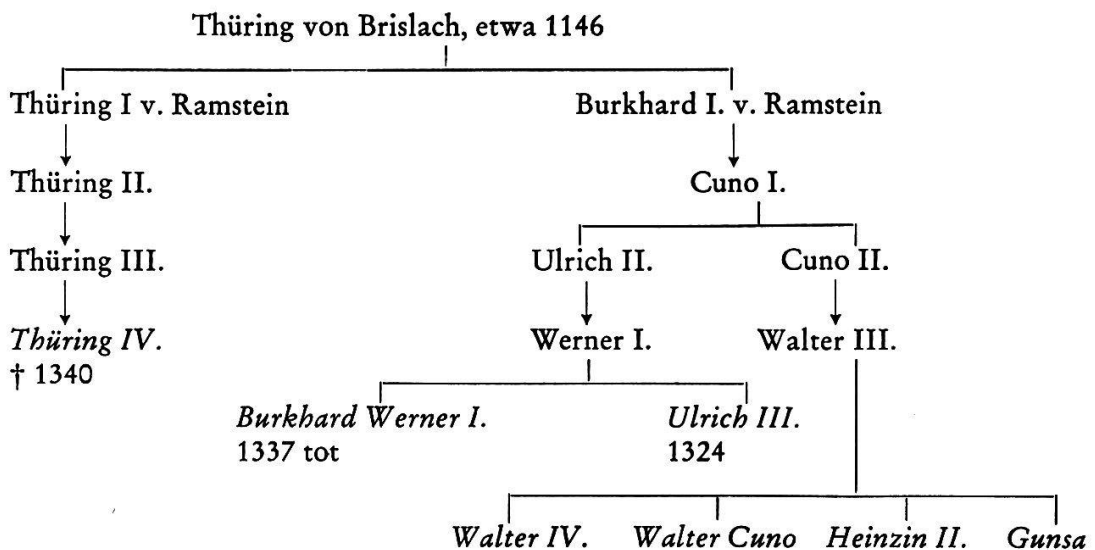 Thüring von Brislach, etwa 1146
Thüring I v. Ramstein Burkhard I. v. Ramstein
Thüring II. Cuno I.
Thüring III. Ulrich II. Cuno II.
Thüring IV. Werner I. Walter III.
† 1340
Burkhard Werner I. Ulrich III.
1337 tot 1324
Walter IV. Walter Cuno Heinzin II. Gunsa